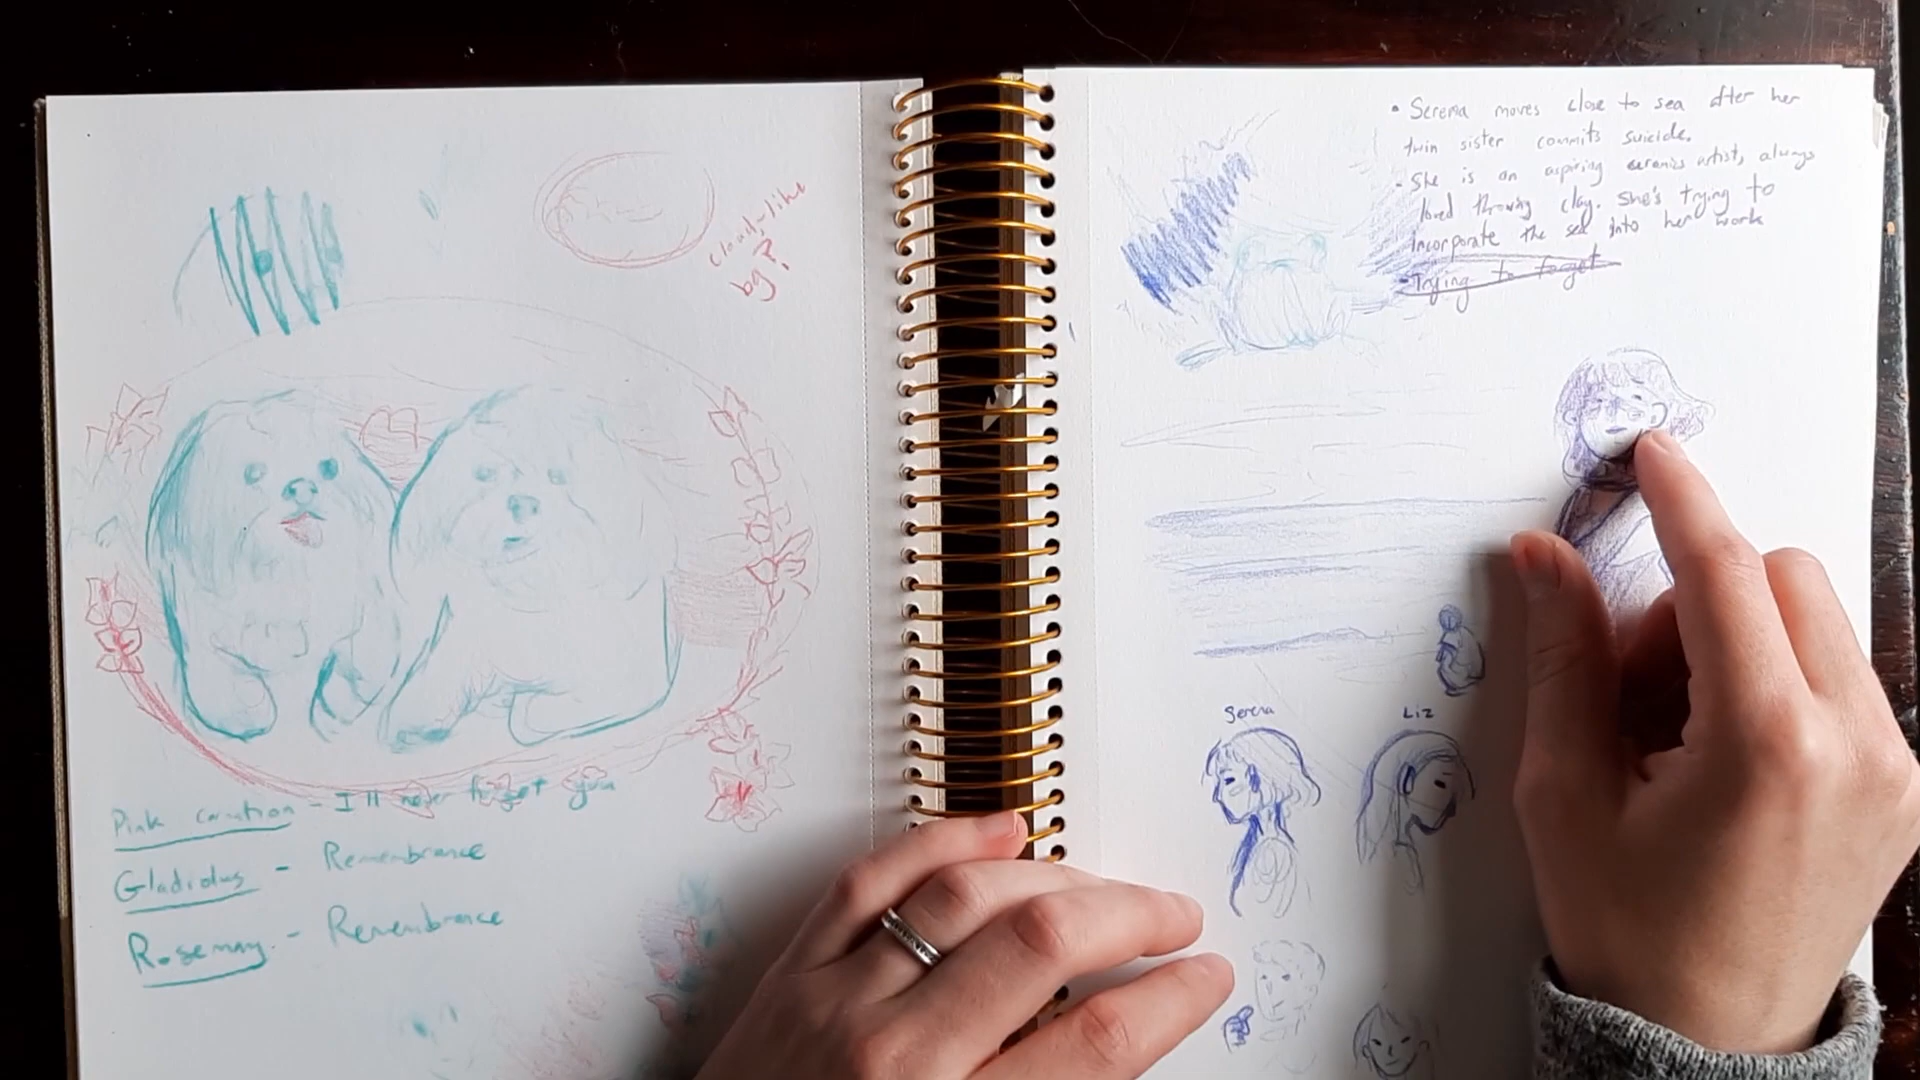 cloud-like
bg?
Pink carnation - I'll never forget you
Gladiolus - Remembrance
Rosemary - Remembrance
• Serena moves close to sea after her
twin sister commits suicide.
- She is an aspiring ceramics artist, always
loved throwing clay. She's trying to
incorporate the sea into her work
• Trying to forget
Serena
Liz